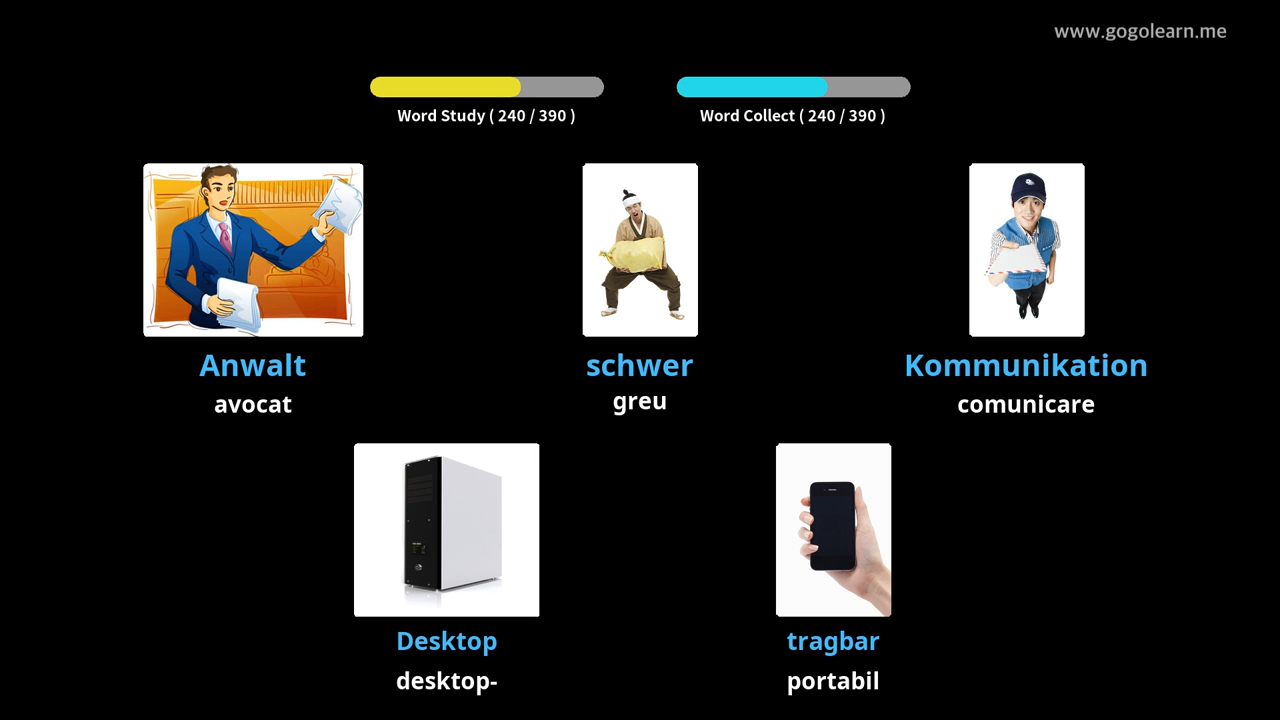 www.gogolearn.me
Word Study ( 240 / 390 )
Word Collect ( 240 / 390 )
Anwalt
schwer
Kommunikation
avocat
greu
comunicare
Desktop
tragbar
desktop-
portabil